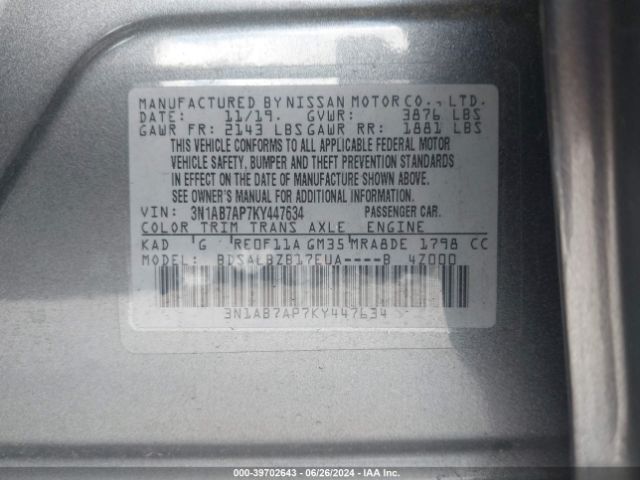 MANUFACTURED BY NISSAN MOTOR CO., LTD.
DATE: 11/19. GVWR: 3876 LBS
GAWR FR: 2143 LBS GAWR RR: 1881 LBS
THIS VEHICLE CONFORMS TO ALL APPLICABLE FEDERAL MOTOR
VEHICLE SAFETY, BUMPER AND THEFT PREVENTION STANDARDS
IN EFFECT ON THE DATE OF MANUFACTURE SHOWN ABOVE.
SEE OWNER'S MANUAL FOR ADDITIONAL INFORMATION.
VIN: 3N1AB7AP7KY447634 PASSENGER CAR.
COLOR TRIM TRANS AXLE ENGINE
KAD G RE0F11A GM35 MRA8DE 1798 CC
MODEL: BDSALBZB17EUA----B 4Z000
3N1AB7AP7KY447634
000-39702643 / 06/26/2024 / IAA, Inc.